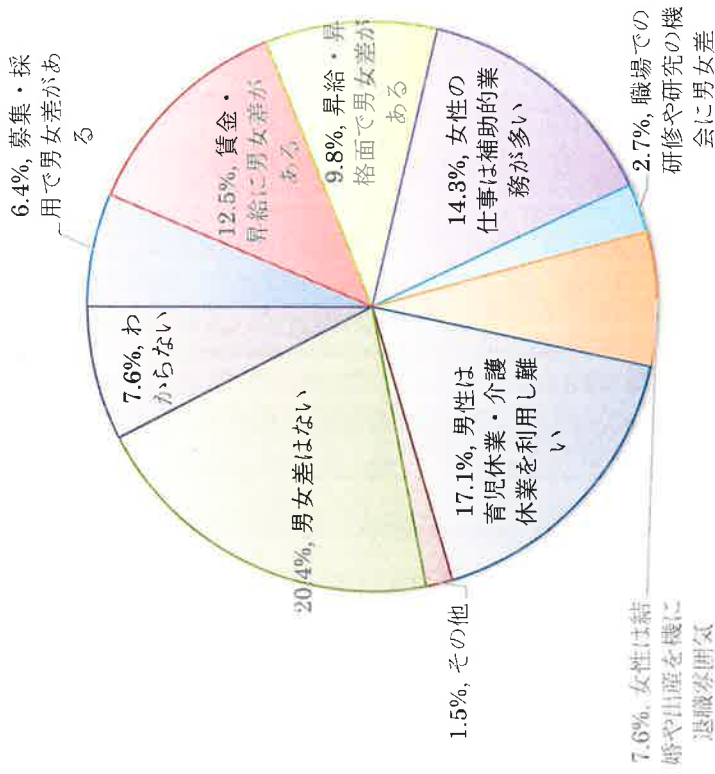 6.4%, 募集・採
用で男女差があ
る
12.5%, 賃金・
昇給に男女差が
ある
9.8%, 昇給・昇
格面で男女差が
ある
14.3%, 女性の
仕事は補助的業
務が多い
2.7%, 職場での
研修や研究の機
会に男女差
7.6%, 女性は結
婚や出産を機に
退職雰囲気
17.1%, 男性は
育児休業・介護
休業を利用し難
い
1.5%, その他
20.4%, 男女差はない
7.6%, わ
からない